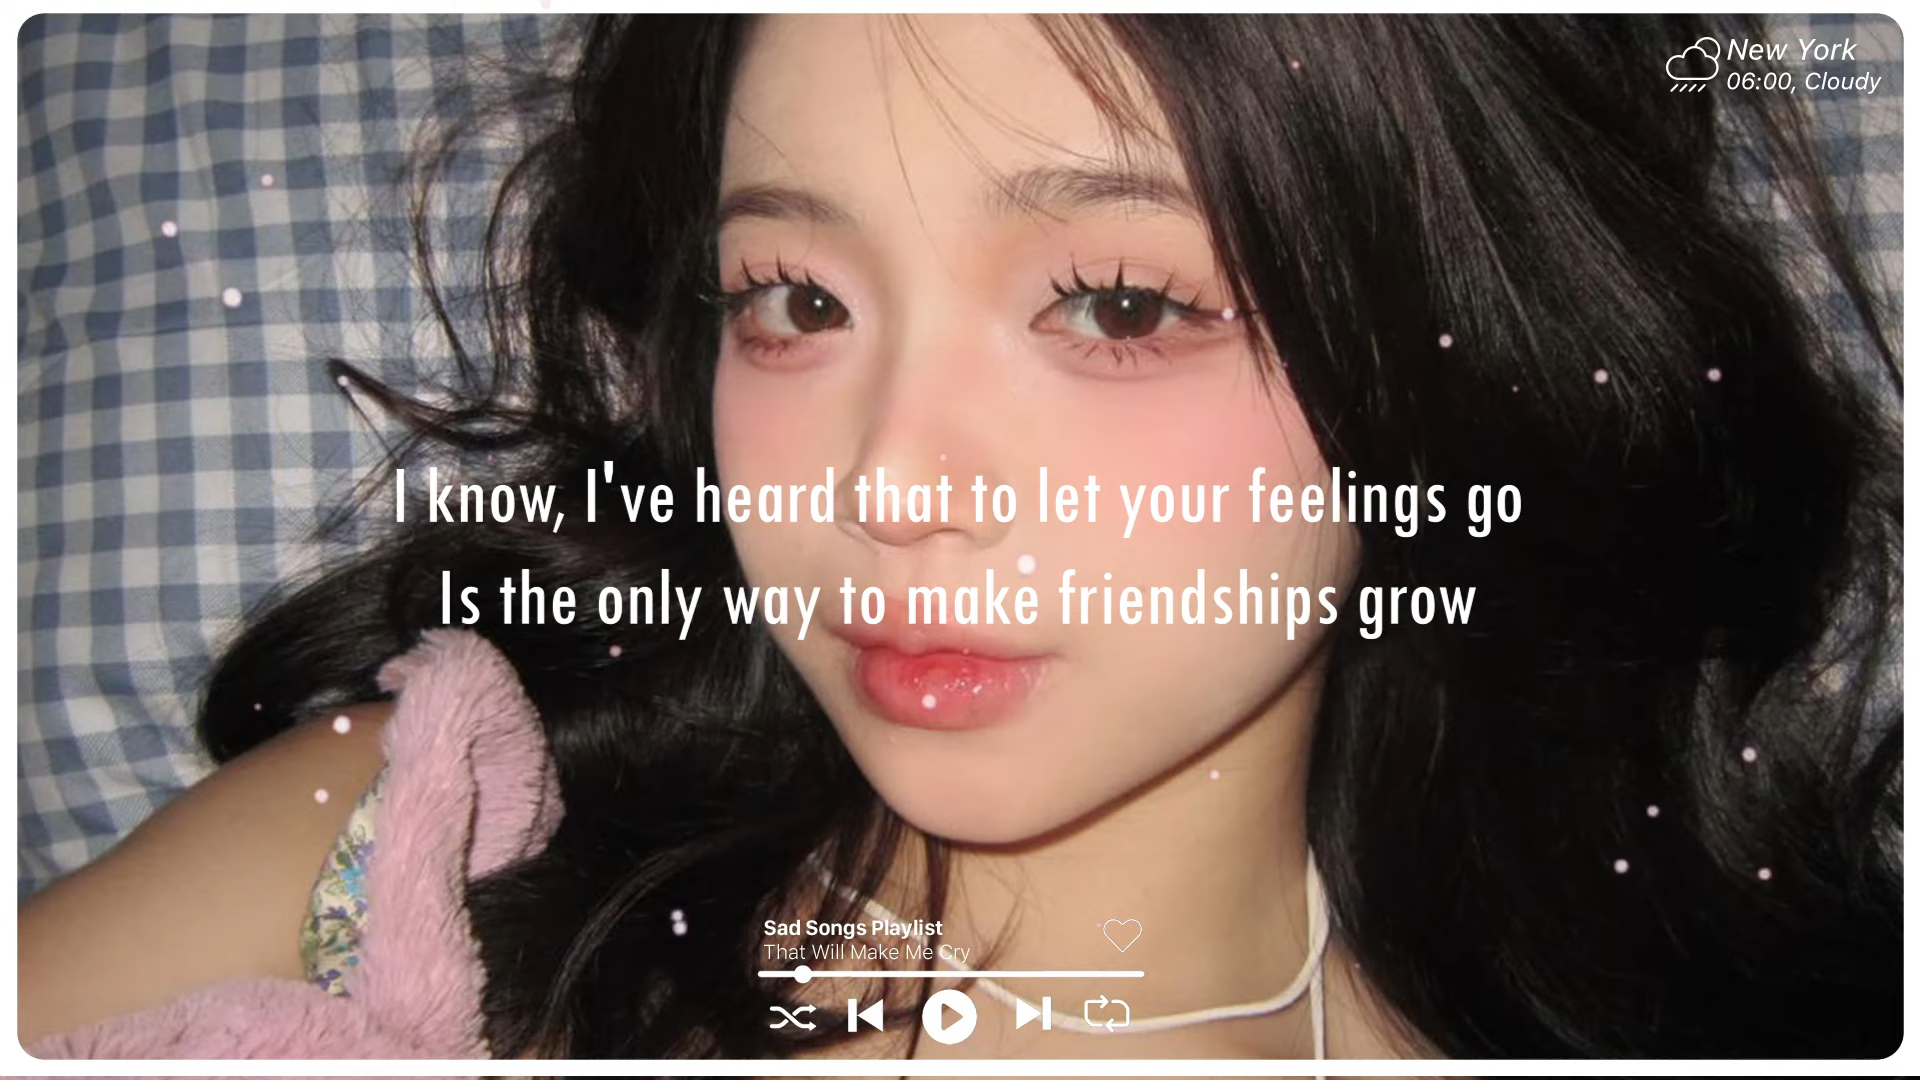 New York
06:00, Cloudy
I know, I've heard that to let your feelings go
Is the only way to make friendships grow
Sad Songs Playlist
That Will Make Me Cry